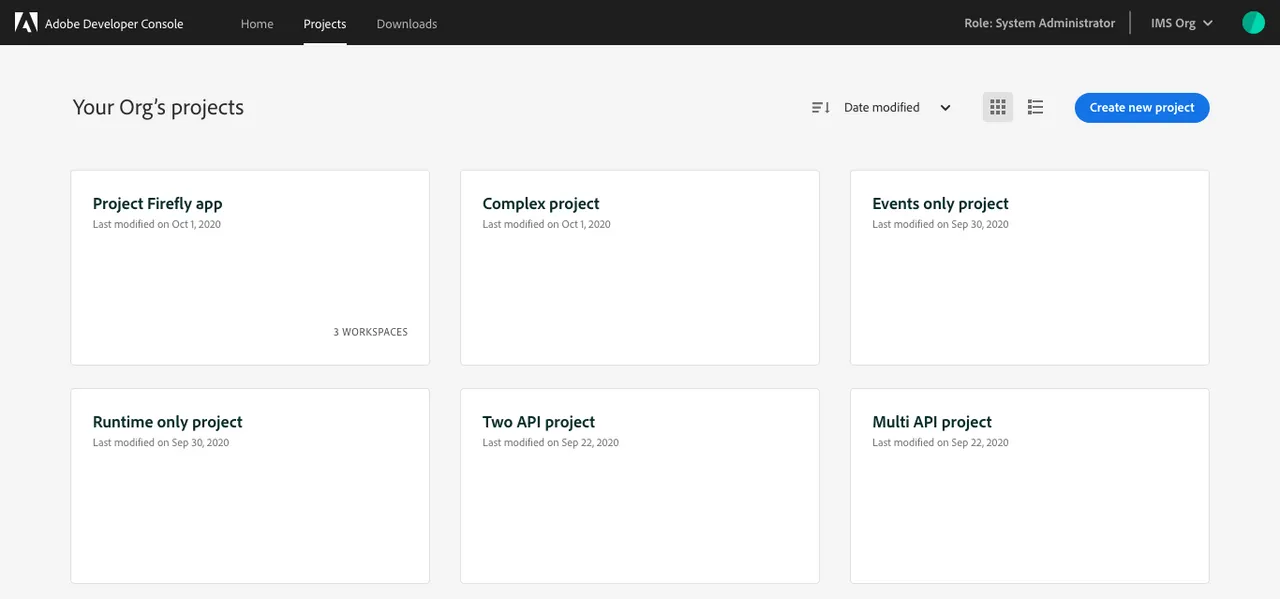 Adobe Developer Console Home Projects Downloads Role: System Administrator IMS Org
Your Org's projects Date modified Create new project
Project Firefly app
Last modified on Oct 1, 2020
3 WORKSPACES
Complex project
Last modified on Oct 1, 2020
Events only project
Last modified on Sep 30, 2020
Runtime only project
Last modified on Sep 30, 2020
Two API project
Last modified on Sep 22, 2020
Multi API project
Last modified on Sep 22, 2020